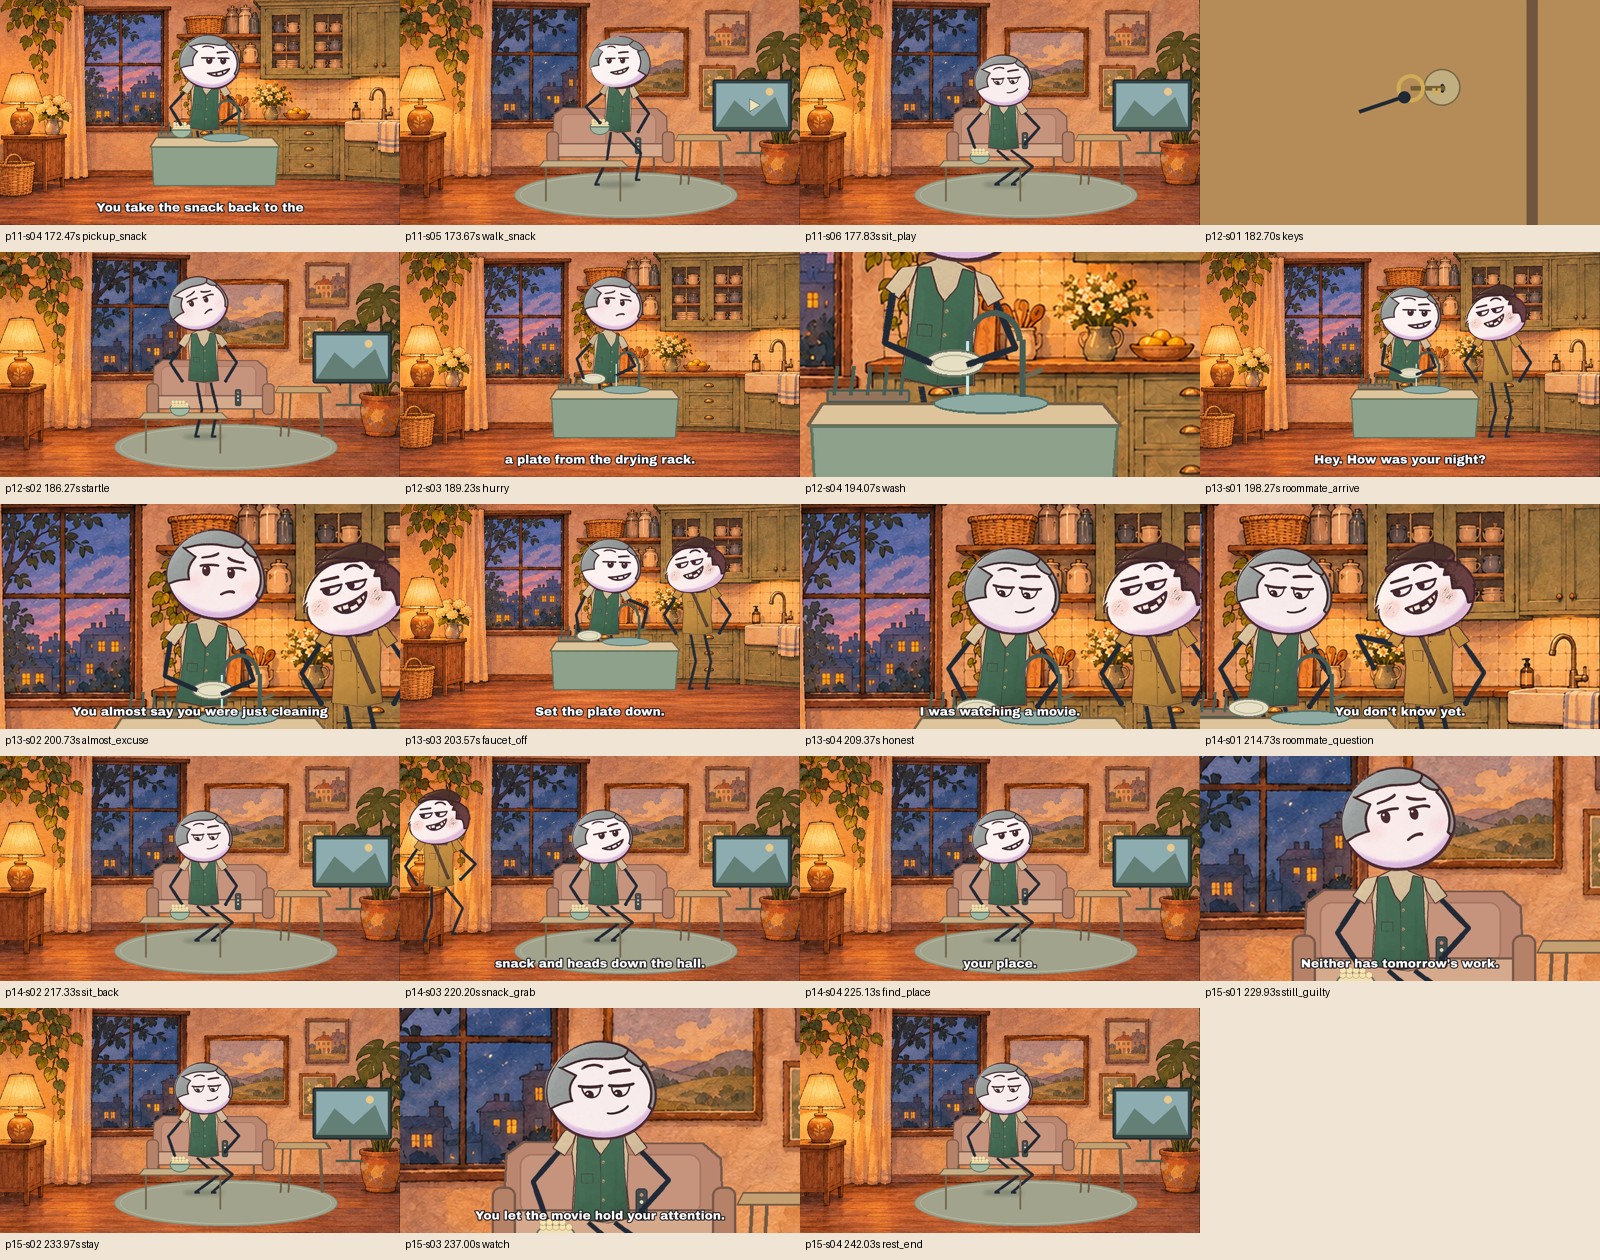 You take the snack back to the
p11-s04 172.47s pickup_snack
p11-s05 173.67s walk_snack
p11-s06 177.83s sit_play
p12-s01 182.70s keys
a plate from the drying rack.
Hey. How was your night?
p12-s02 186.27s startle
p12-s03 189.23s hurry
p12-s04 194.07s wash
p13-s01 198.27s roommate_arrive
You almost say you were just cleaning
Set the plate down.
I was watching a movie.
You don't know yet.
p13-s02 200.73s almost_excuse
p13-s03 203.57s faucet_off
p13-s04 209.37s honest
p14-s01 214.73s roommate_question
snack and heads down the hall.
your place.
Neither has tomorrow's work.
p14-s02 217.33s sit_back
p14-s03 220.20s snack_grab
p14-s04 225.13s find_place
p15-s01 229.93s still_guilty
You let the movie hold your attention.
p15-s02 233.97s stay
p15-s03 237.00s watch
p15-s04 242.03s rest_end